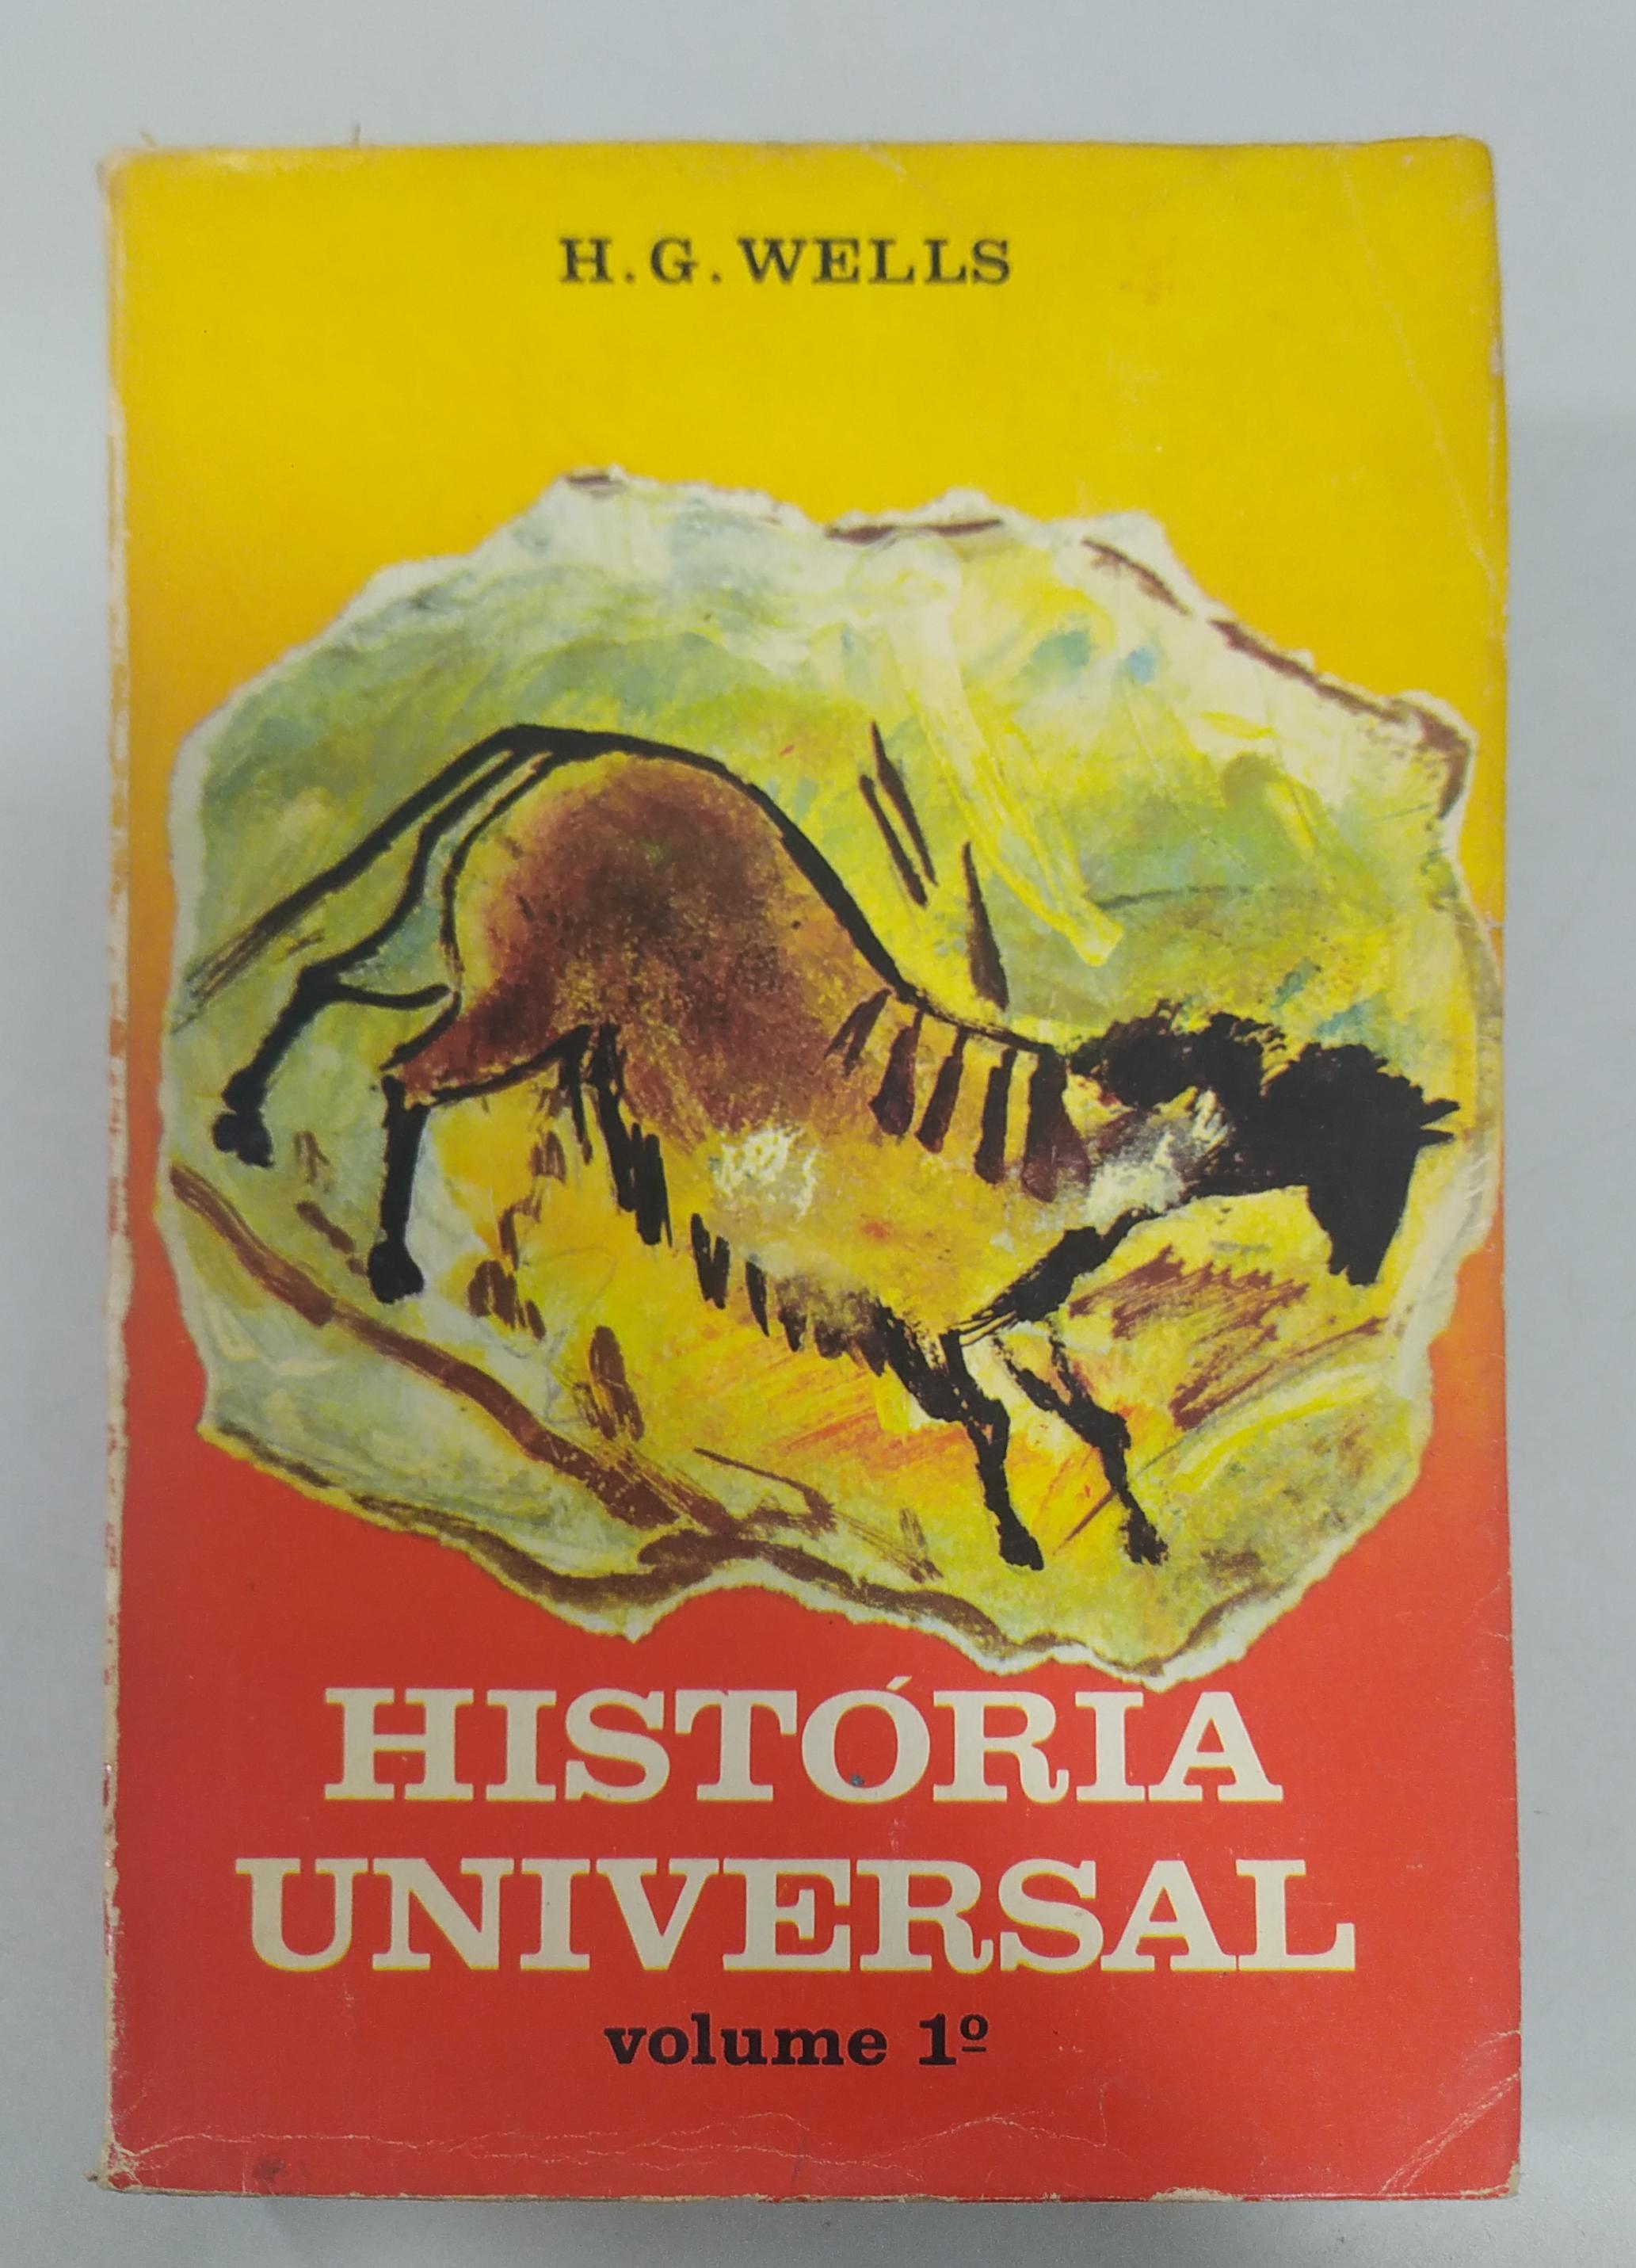 H. G. WELLS
HISTÓRIA
UNIVERSAL
volume 1º